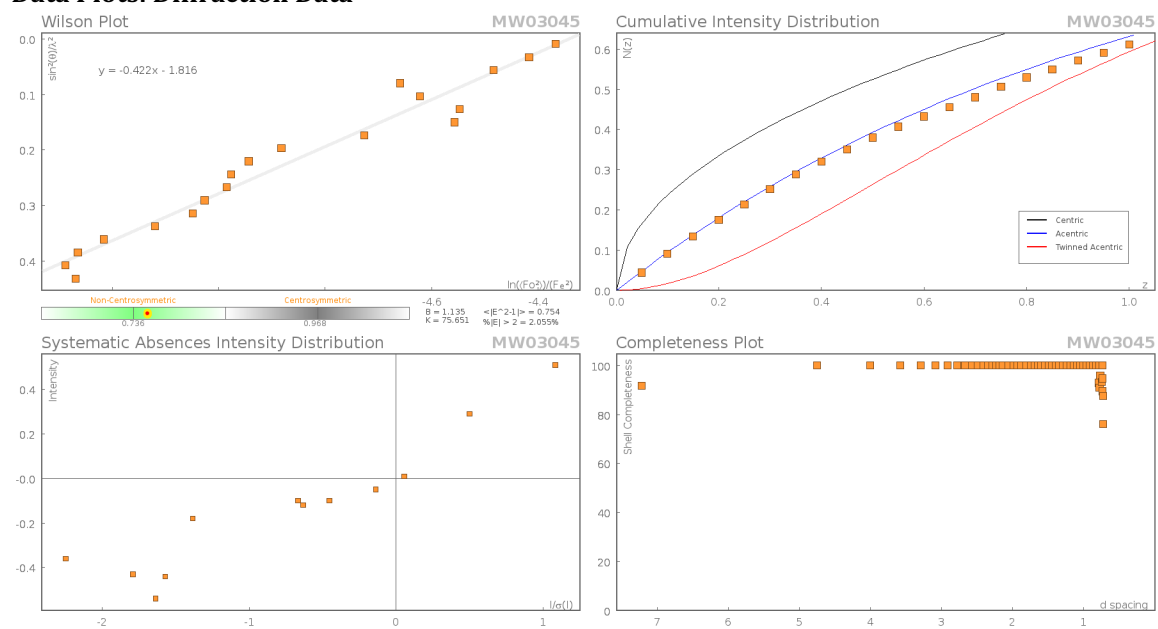 Data Plots: Diffraction Data
Wilson Plot MW03045
sin²(θ)/λ²
y = -0.422x - 1.816
0.0
0.1
0.2
0.3
0.4
ln(⟨Fo²⟩)/(Fe²)
-4.6 -4.4
Non-Centrosymmetric Centrosymmetric
0.736 0.968
B = 1.135 <|E^2-1|> = 0.754
K = 75.651 %|E| > 2 = 2.055%
Cumulative Intensity Distribution MW03045
N(z)
0.6
0.5
0.4
0.3
0.2
0.1
0.0
Centric
Acentric
Twinned Acentric
z
0.0 0.2 0.4 0.6 0.8 1.0
Systematic Absences Intensity Distribution MW03045
Intensity
0.4
0.2
-0.0
-0.2
-0.4
I/σ(I)
-2 -1 0 1
Completeness Plot MW03045
Shell Completeness
100
80
60
40
20
0
d spacing
7 6 5 4 3 2 1